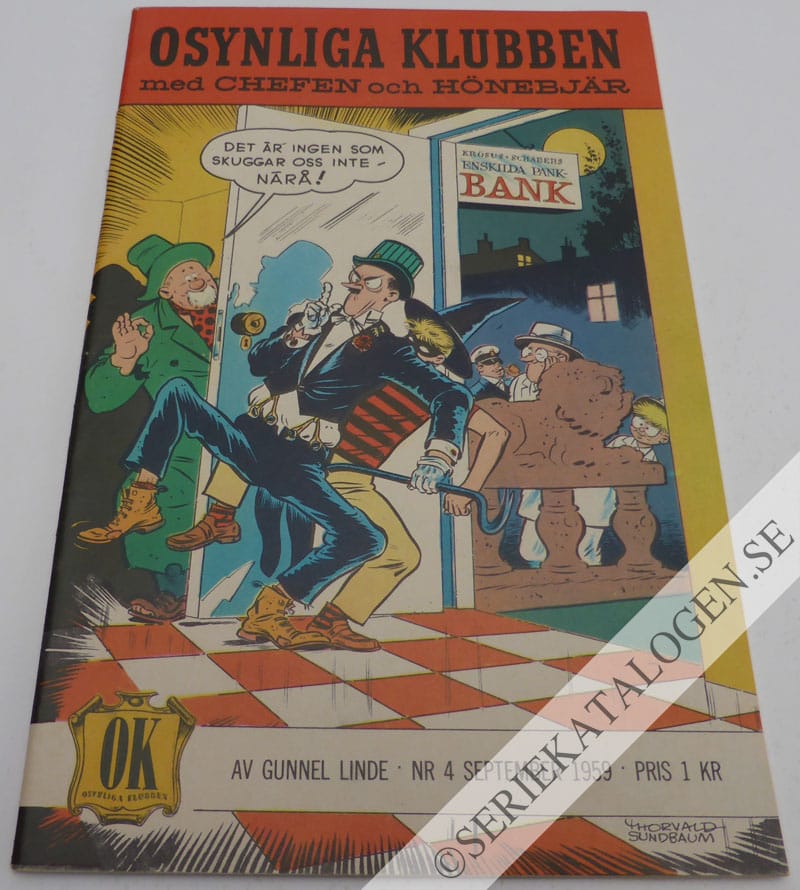 OSYNLIGA KLUBBEN
med CHEFEN och HÖNEBJÄR
DET ÄR INGEN SOM
SKUGGAR OSS INTE -
NÄRÅ!
KRÖSUS·SCHABERS
ENSKILDA PANK-
BANK
OK
OSYNLIGA KLUBBEN
AV GUNNEL LINDE · NR 4 SEPTEMBER 1959 · PRIS 1 KR
THORVALD
SUNDBAUM
©SERIEKATALOGEN.SE